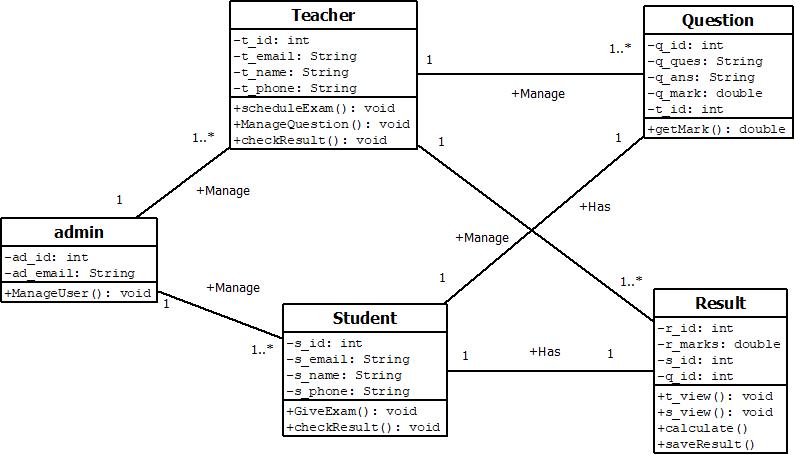 Teacher
-t_id: int
-t_email: String
-t_name: String
-t_phone: String
+scheduleExam(): void
+ManageQuestion(): void
+checkResult(): void
Question
-q_id: int
-q_ques: String
-q_ans: String
-q_mark: double
-t_id: int
+getMark(): double
1
1..*
+Manage
1..*
1
+Manage
1
1
+Has
+Manage
admin
-ad_id: int
-ad_email: String
+ManageUser(): void
1
+Manage
1..*
1
1..*
Student
-s_id: int
-s_email: String
-s_name: String
-s_phone: String
+GiveExam(): void
+checkResult(): void
1
+Has
1
Result
-r_id: int
-r_marks: double
-s_id: int
-q_id: int
+t_view(): void
+s_view(): void
+calculate()
+saveResult()